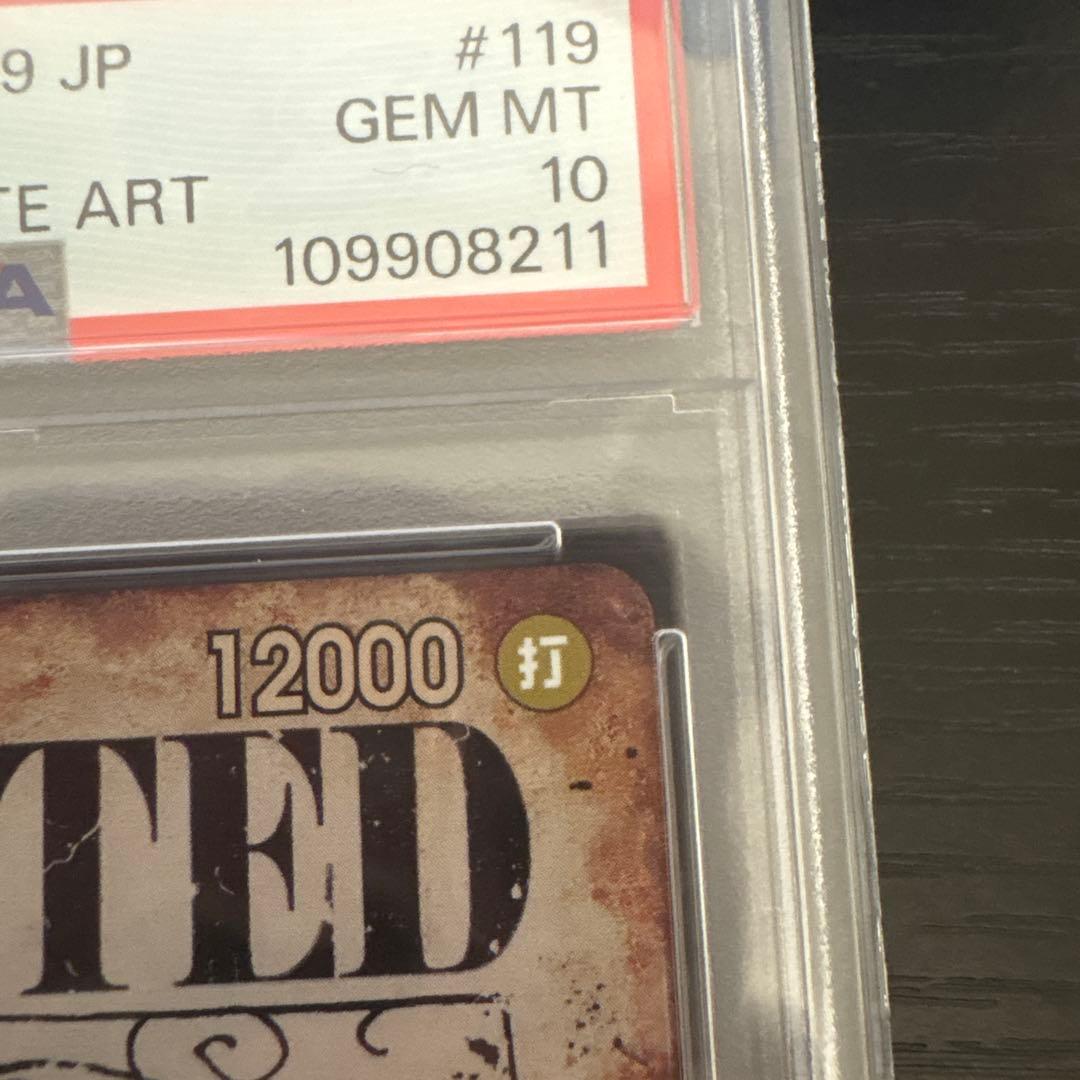 9 JP #119
GEM MT
TE ART 10
A 109908211
12000 打
TED